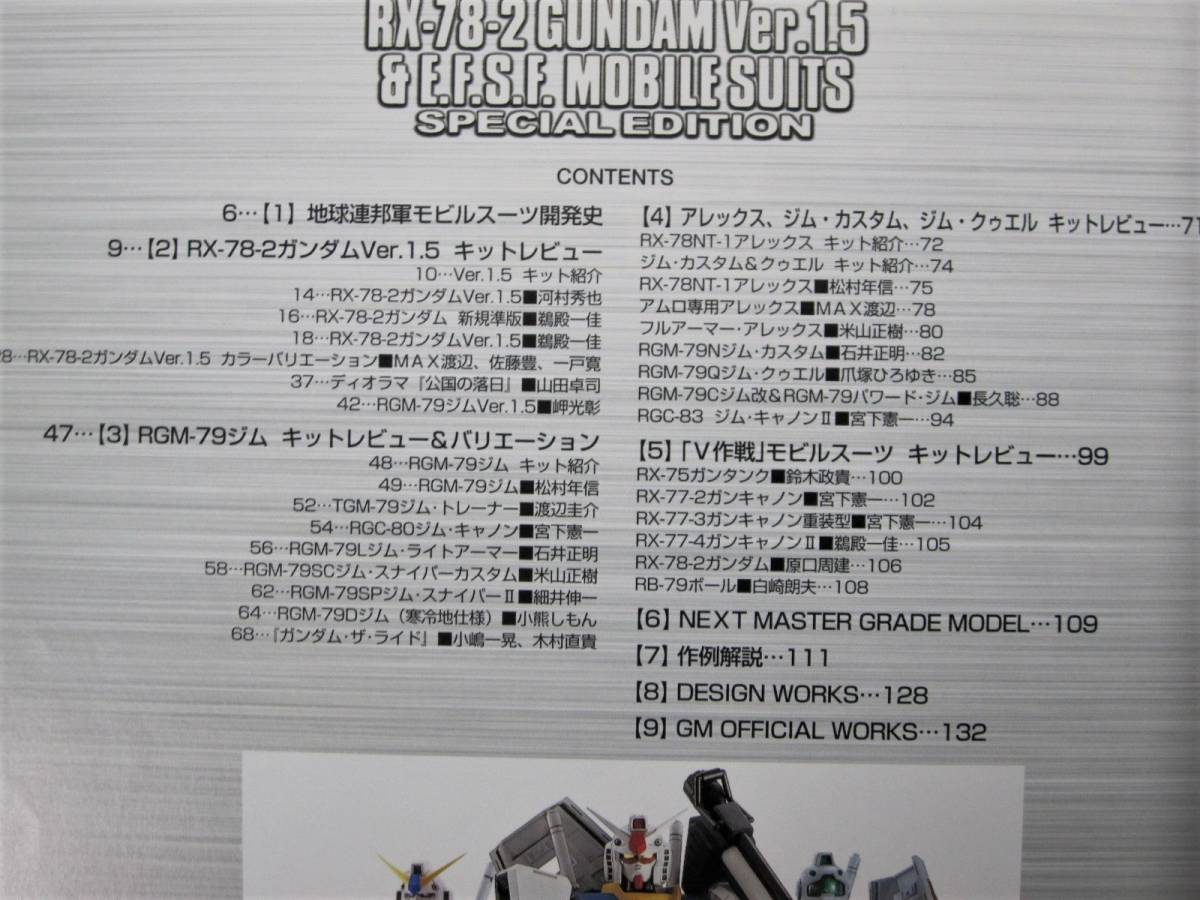 RX-78-2 GUNDAM Ver.1.5
& E.F.S.F. MOBILE SUITS
SPECIAL EDITION
CONTENTS
6…【1】地球連邦軍モビルスーツ開発史
9…【2】RX-78-2ガンダムVer.1.5 キットレビュー
10…Ver.1.5 キット紹介
14…RX-78-2ガンダムVer.1.5■河村秀也
16…RX-78-2ガンダム 新規準版■鵜殿一佳
18…RX-78-2ガンダムVer.1.5■鵜殿一佳
28…RX-78-2ガンダムVer.1.5 カラーバリエーション■MAX渡辺、佐藤豊、一戸寛
37…ディオラマ『公国の落日』■山田卓司
42…RGM-79ジムVer.1.5■岬光彰
47…【3】RGM-79ジム キットレビュー&バリエーション
48…RGM-79ジム キット紹介
49…RGM-79ジム■松村年信
52…TGM-79ジム・トレーナー■渡辺圭介
54…RGC-80ジム・キャノン■宮下憲一
56…RGM-79Lジム・ライトアーマー■石井正明
58…RGM-79SCジム・スナイパーカスタム■米山正樹
62…RGM-79SPジム・スナイパーⅡ■細井伸一
64…RGM-79Dジム（寒冷地仕様）■小熊しもん
68…『ガンダム・ザ・ライド』■小嶋一晃、木村直貴
【4】アレックス、ジム・カスタム、ジム・クゥエル キットレビュー…71
RX-78NT-1アレックス キット紹介…72
ジム・カスタム&クゥエル キット紹介…74
RX-78NT-1アレックス■松村年信…75
アムロ専用アレックス■MAX渡辺…78
フルアーマー・アレックス■米山正樹…80
RGM-79Nジム・カスタム■石井正明…82
RGM-79Qジム・クゥエル■爪塚ひろゆき…85
RGM-79Cジム改&RGM-79パワード・ジム■長久聡…88
RGC-83 ジム・キャノンⅡ■宮下憲一…94
【5】「V作戦」モビルスーツ キットレビュー…99
RX-75ガンタンク■鈴木政貴…100
RX-77-2ガンキャノン■宮下憲一…102
RX-77-3ガンキャノン重装型■宮下憲一…104
RX-77-4ガンキャノンⅡ■鵜殿一佳…105
RX-78-2ガンダム■原口周建…106
RB-79ボール■白崎朗夫…108
【6】NEXT MASTER GRADE MODEL…109
【7】作例解説…111
【8】DESIGN WORKS…128
【9】GM OFFICIAL WORKS…132